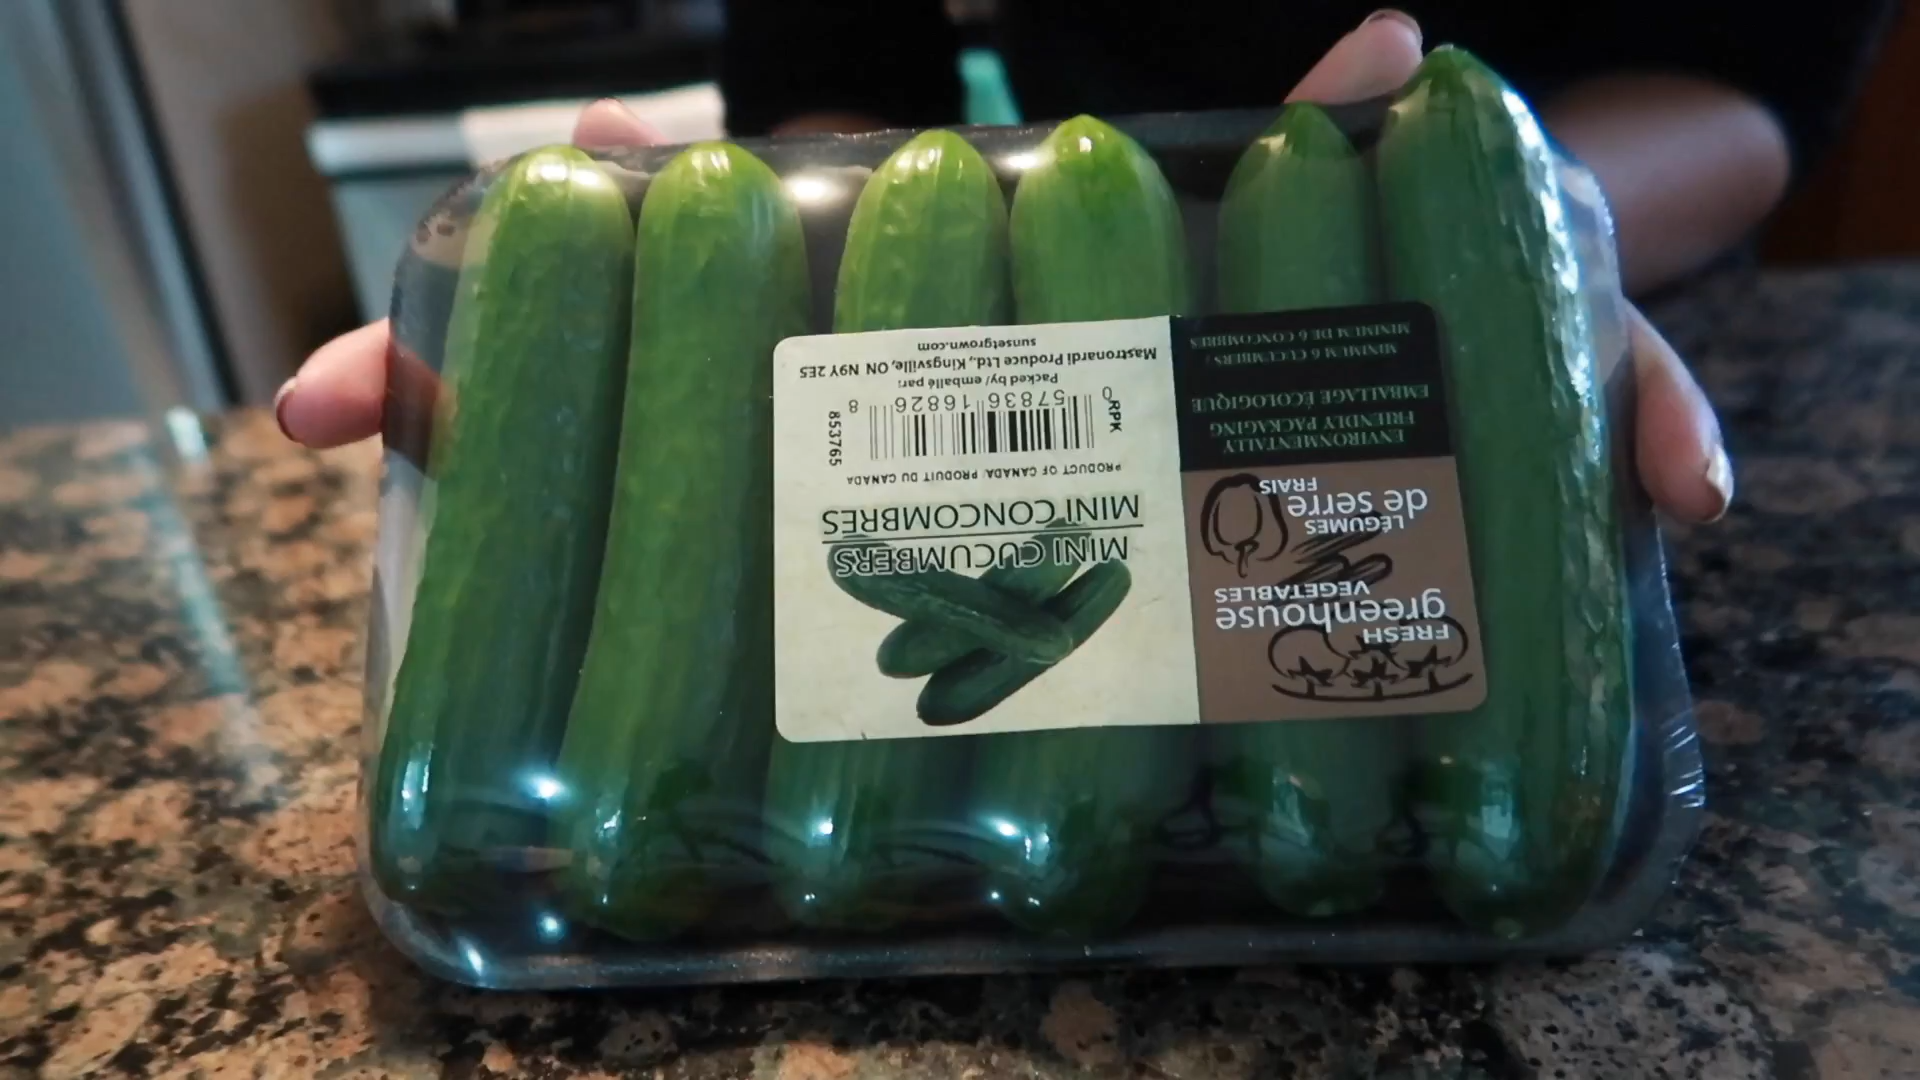 FRESH
greenhouse
VEGETABLES
LÉGUMES
de serre
FRAIS
ENVIRONMENTALLY
FRIENDLY PACKAGING
EMBALLAGE ÉCOLOGIQUE
MINIMUM 6 CUCUMBERS /
MINIMUM DE 6 CONCOMBRES
MINI CUCUMBERS
MINI CONCOMBRES
PRODUCT OF CANADA/ PRODUIT DU CANADA
RPK
853765
0 57836 16826 8
Packed by/ emballé par:
Mastronardi Produce Ltd., Kingsville, ON N9Y 2E5
sunsetgrown.com